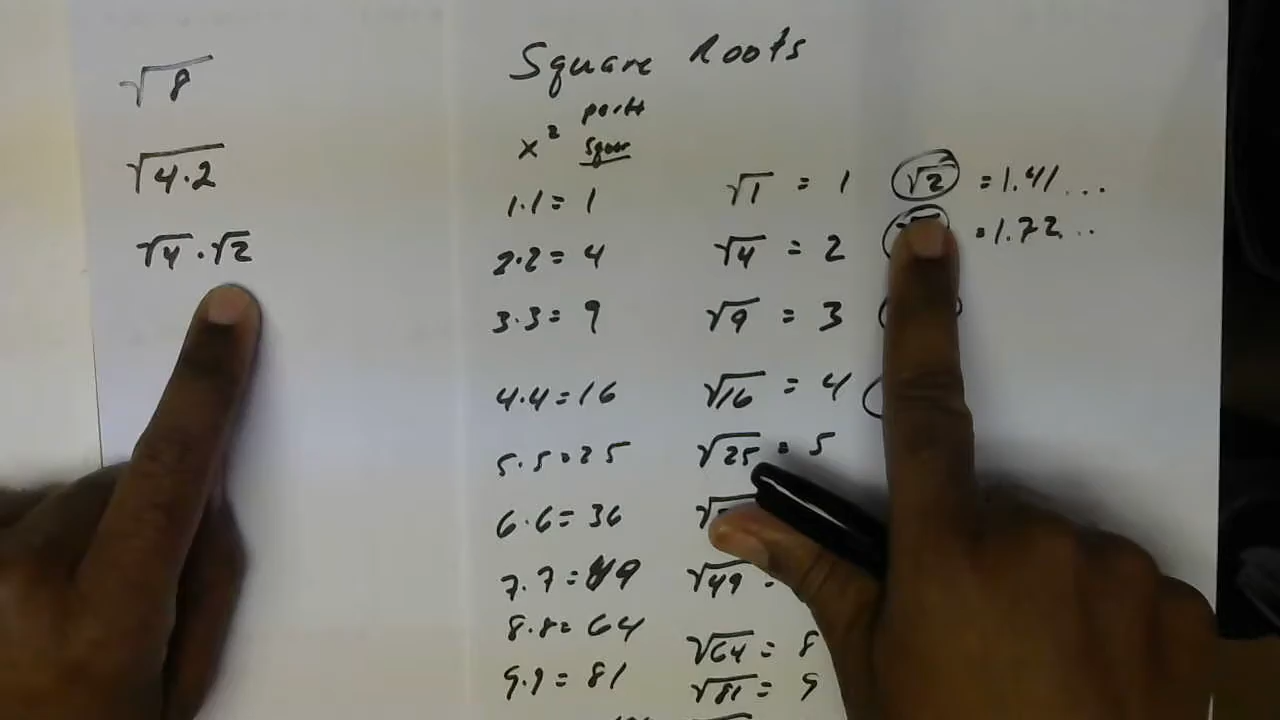 √8
√4·2
√4·√2
Square Roots
x²
1·1=1
2·2=4
3·3=9
4·4=16
5·5=25
6·6=36
7·7=49
8·8=64
9·9=81
√1 = 1
√4 = 2
√9 = 3
√16 = 4
√25 = 5
√49 =
√64 = 8
√81 = 9
√2 = 1.41...
= 1.72..